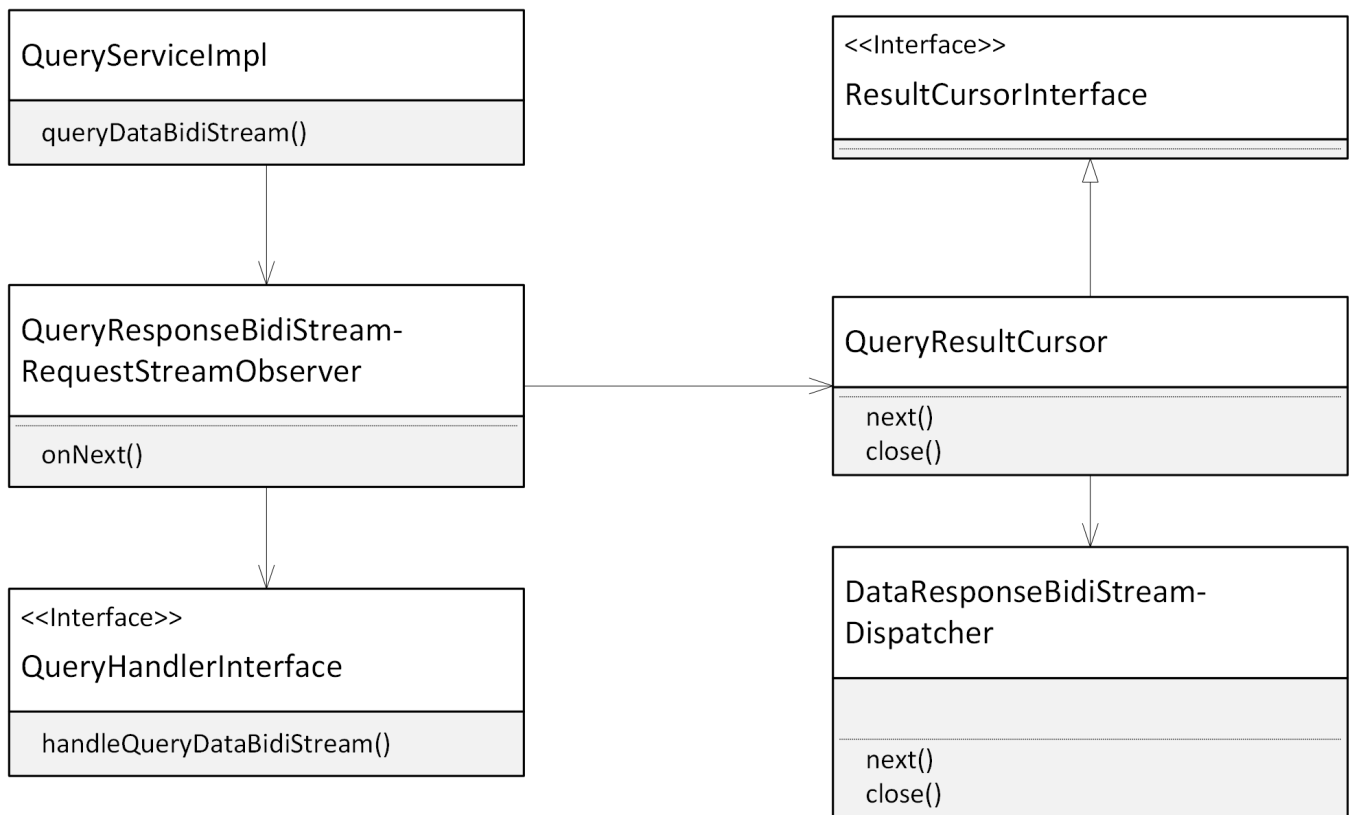 QueryServiceImpl
queryDataBidiStream()
QueryResponseBidiStream-
RequestStreamObserver
onNext()
<<Interface>>
QueryHandlerInterface
handleQueryDataBidiStream()
<<Interface>>
ResultCursorInterface
QueryResultCursor
next()
close()
DataResponseBidiStream-
Dispatcher
next()
close()